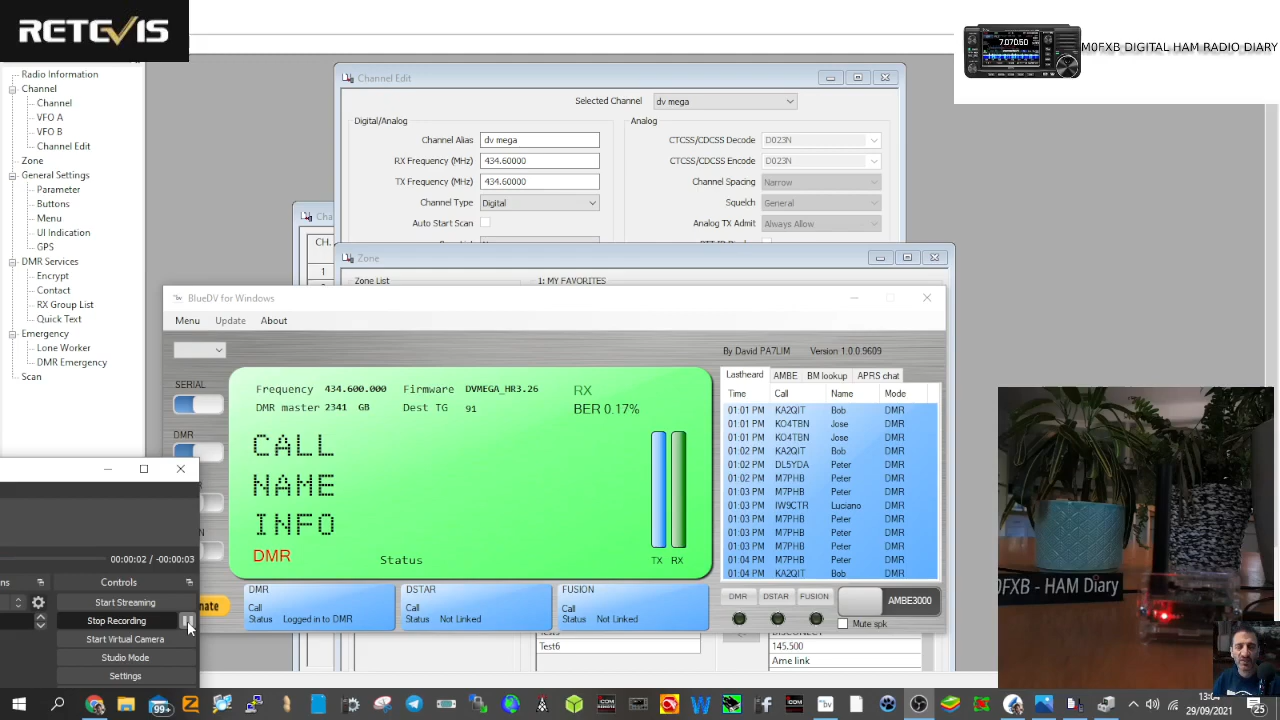 RETEVIS
7.070.50
M0FXB DIGITAL HAM RADIO DIARY
Radio Information
Channel
Channel
VFO A
VFO B
Channel Edit
Zone
General Settings
Parameter
Buttons
Menu
UI Indication
GPS
DMR Services
Encrypt
Contact
RX Group List
Quick Text
Emergency
Lone Worker
DMR Emergency
Scan
Channel Edit
Selected Channel dv mega
Digital/Analog
Channel Alias dv mega
RX Frequency (MHz) 434.60000
TX Frequency (MHz) 434.60000
Channel Type Digital
Auto Start Scan
Analog
CTCSS/CDCSS Decode D023N
CTCSS/CDCSS Encode D023N
Channel Spacing Narrow
Squelch General
Analog TX Admit Always Allow
CH.
1
Zone
Zone List
1: MY FAVORITES
BlueDV for Windows
Menu Update About
By David PA7LIM Version 1.0.0.9609
SERIAL
DMR
Frequency 434.600.000 Firmware DVMEGA_HR3.26 RX
DMR master 2341 GB Dest TG 91 BER 0.17%
CALL
NAME
INFO
DMR Status TX RX
Lastheard AMBE BM lookup APRS chat
Time Call Name Mode
01:01 PM KA2QIT Bob DMR
01:01 PM KO4TBN Jose DMR
01:01 PM KO4TBN Jose DMR
01:02 PM KA2QIT Bob DMR
01:02 PM DL5YDA Peter DMR
01:02 PM M7PHB Peter DMR
01:03 PM M7PHB Peter DMR
01:03 PM IW9CTR Luciano DMR
01:03 PM M7PHB Peter DMR
01:03 PM M7PHB Peter DMR
01:04 PM M7PHB Peter DMR
01:04 PM KA2QIT Bob DMR
DMR
Call
Status Logged in to DMR
DSTAR
Call
Status Not Linked
FUSION
Call
Status Not Linked
DMR DSTAR FUSION AMBE3000
Mute spk
00:00:02 / -00:00:03
Controls
Start Streaming
Stop Recording
Start Virtual Camera
Studio Mode
Settings
Test6
145.500
Ame link
M0FXB - HAM Diary
99+
29/09/2021
25